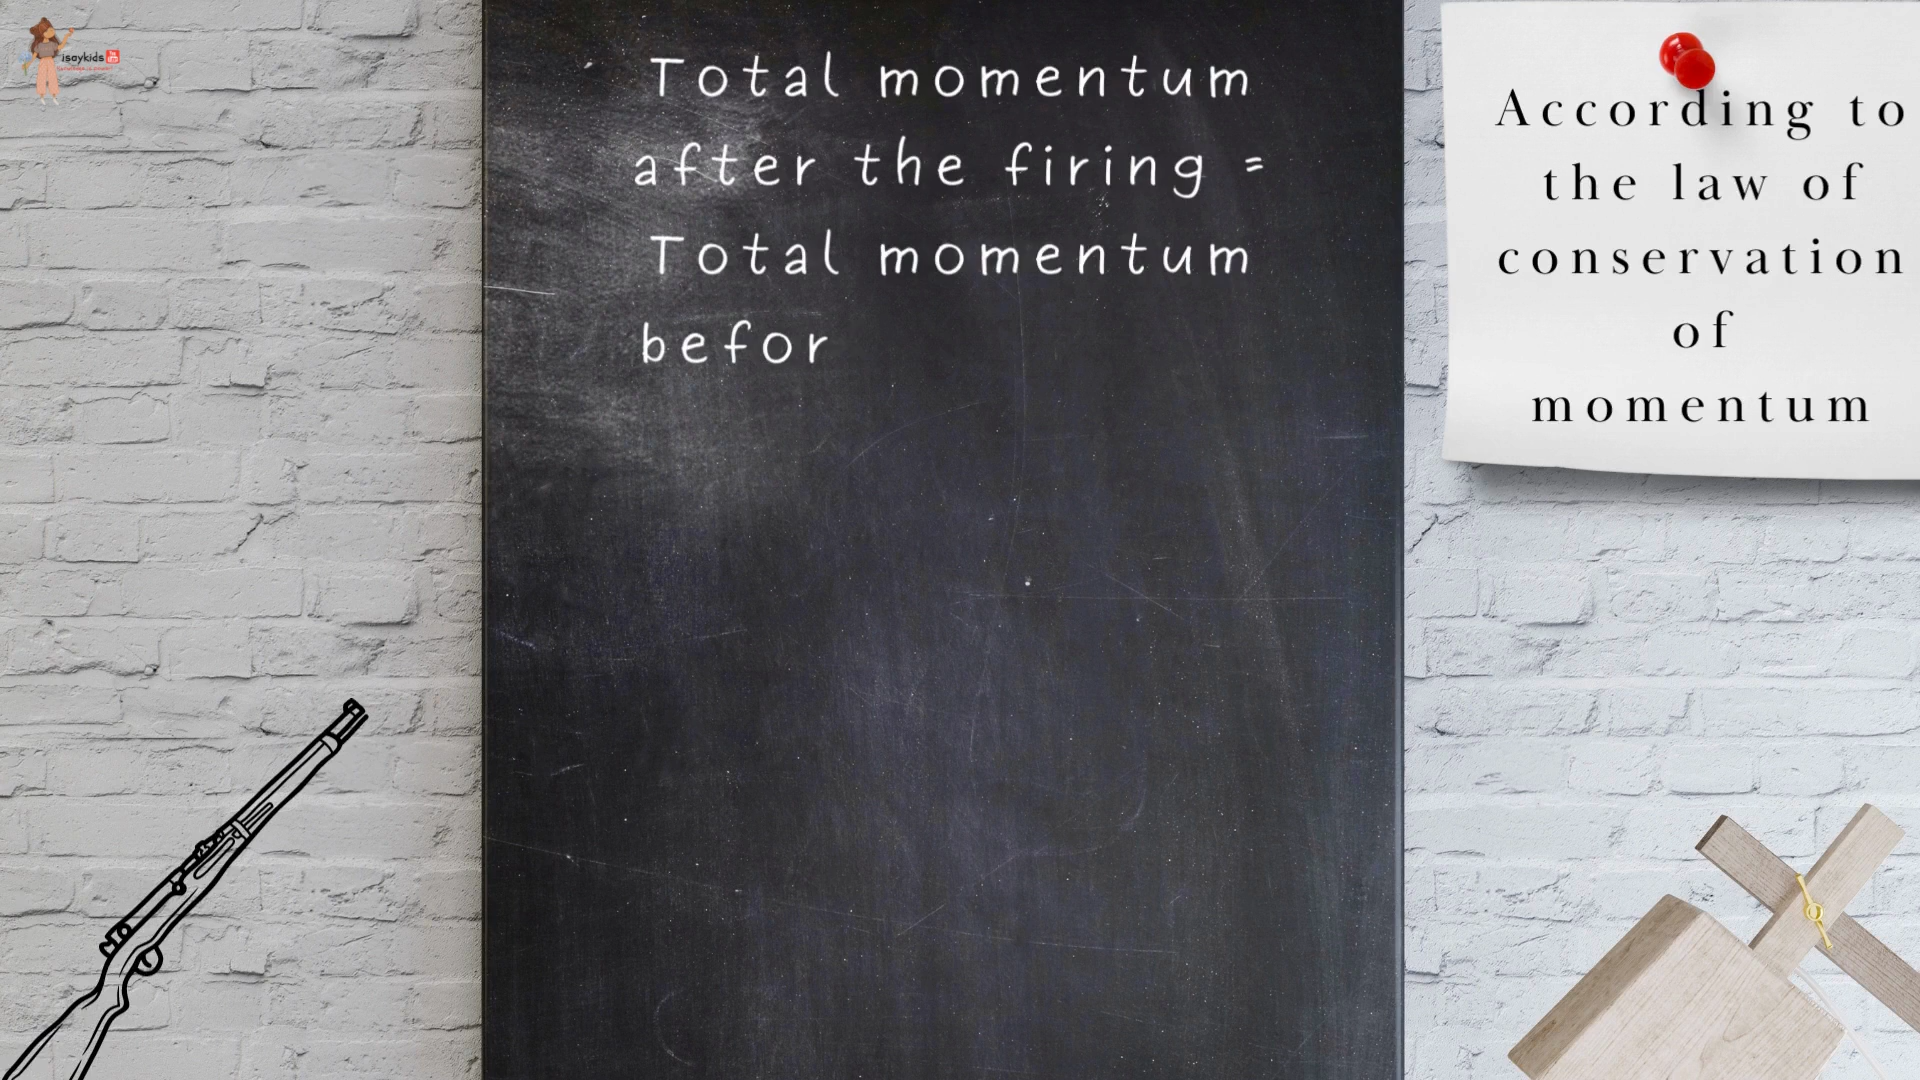 isaykids
Total momentum
after the firing =
Total momentum
befor
According to
the law of
conservation
of
momentum